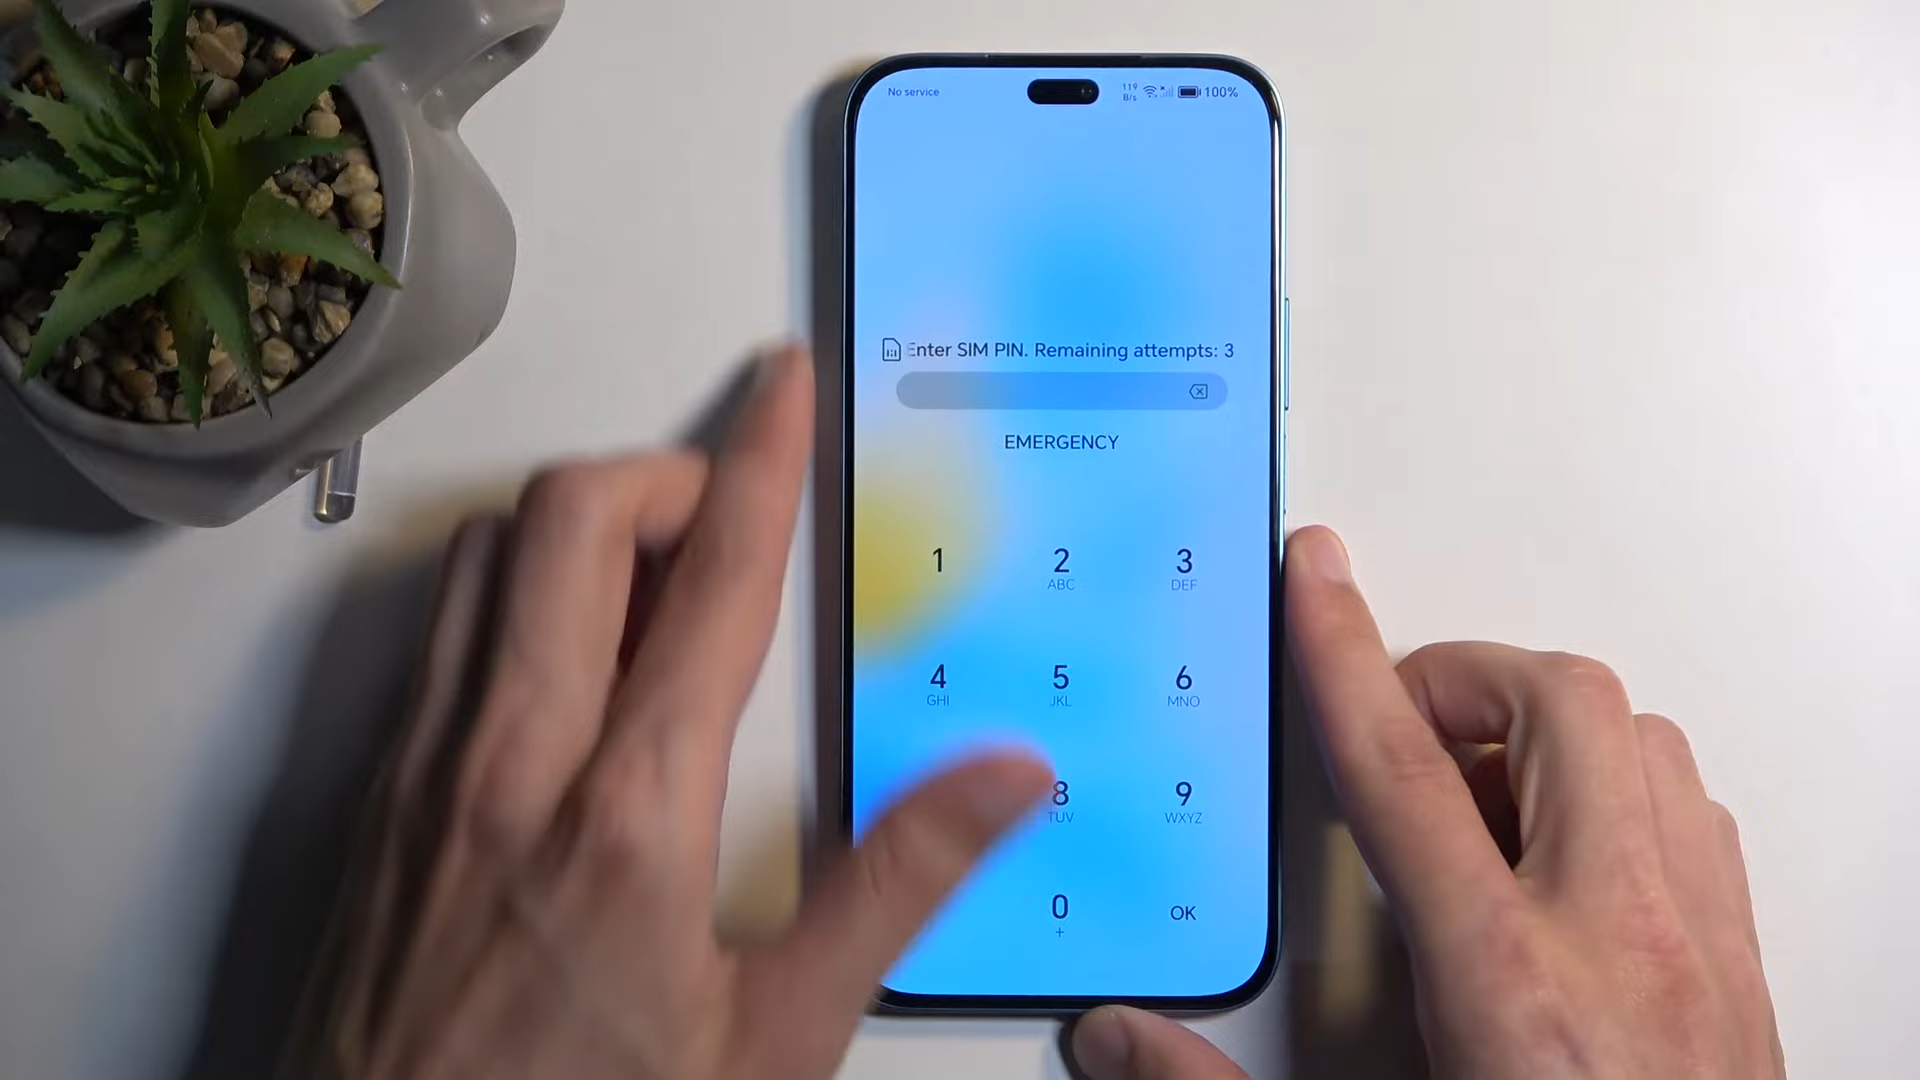 No service
119 B/s
100%
Enter SIM PIN. Remaining attempts: 3
EMERGENCY
1
2
ABC
3
DEF
4
GHI
5
JKL
6
MNO
8
TUV
9
WXYZ
0
+
OK